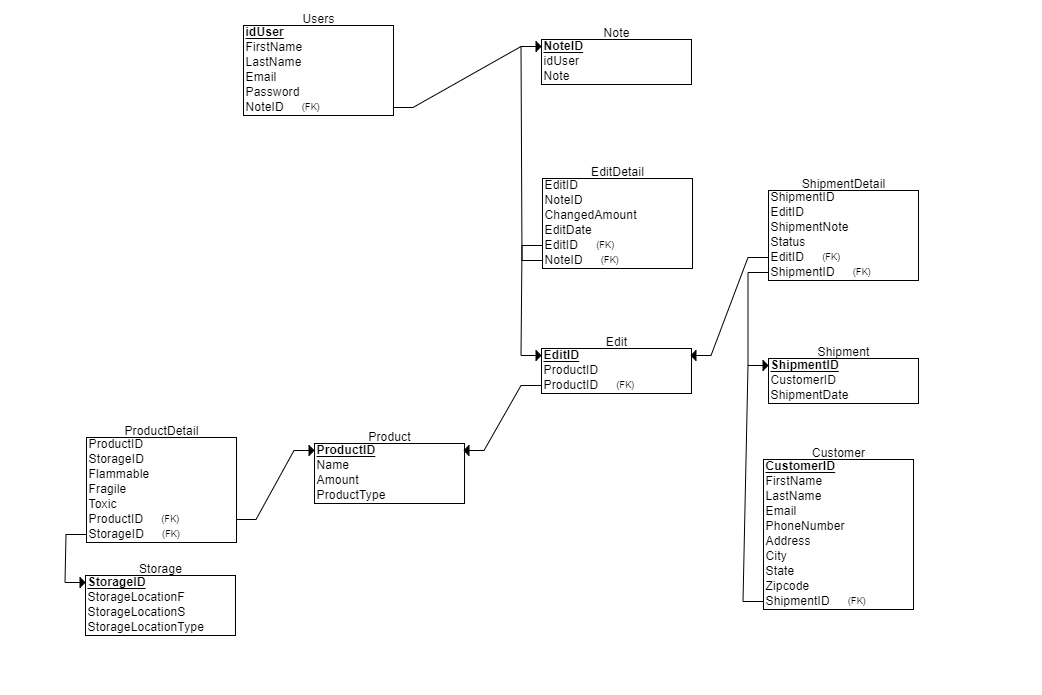 Users
idUser
FirstName
LastName
Email
Password
NoteID (FK)
Note
NoteID
idUser
Note
EditDetail
EditID
NoteID
ChangedAmount
EditDate
EditID (FK)
NoteID (FK)
ShipmentDetail
ShipmentID
EditID
ShipmentNote
Status
EditID (FK)
ShipmentID (FK)
Edit
EditID
ProductID
ProductID (FK)
Shipment
ShipmentID
CustomerID
ShipmentDate
ProductDetail
ProductID
StorageID
Flammable
Fragile
Toxic
ProductID (FK)
StorageID (FK)
Product
ProductID
Name
Amount
ProductType
Customer
CustomerID
FirstName
LastName
Email
PhoneNumber
Address
City
State
Zipcode
ShipmentID (FK)
Storage
StorageID
StorageLocationF
StorageLocationS
StorageLocationType